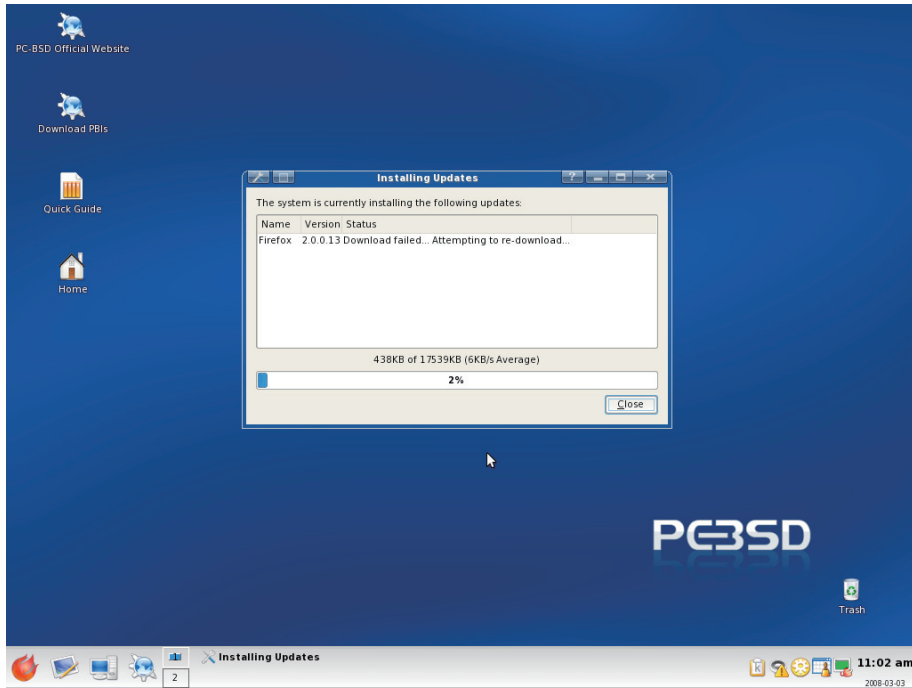 PC-BSD Official Website
Download PBIs
Quick Guide
Home
Installing Updates
The system is currently installing the following updates:
Name Version Status
Firefox 2.0.0.13 Download failed... Attempting to re-download...
438KB of 17539KB (6KB/s Average)
2%
Close
PCBSD
Trash
2
Installing Updates
11:02 am
2008-03-03